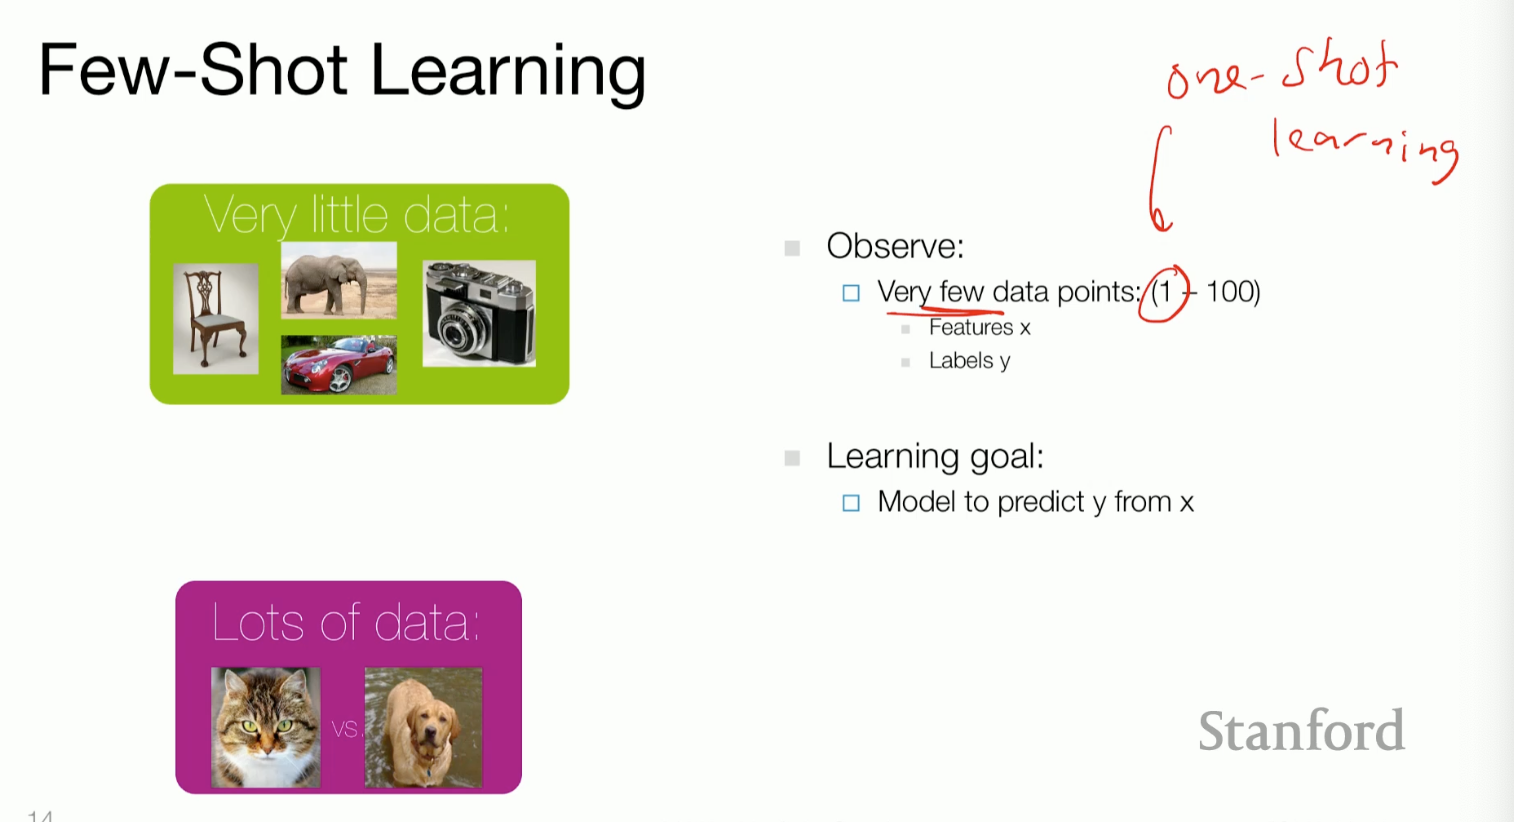 Few-Shot Learning
one-shot
learning
Very little data:
Observe:
Very few data points: (1 - 100)
Features x
Labels y
Learning goal:
Model to predict y from x
Lots of data:
vs.
Stanford
14